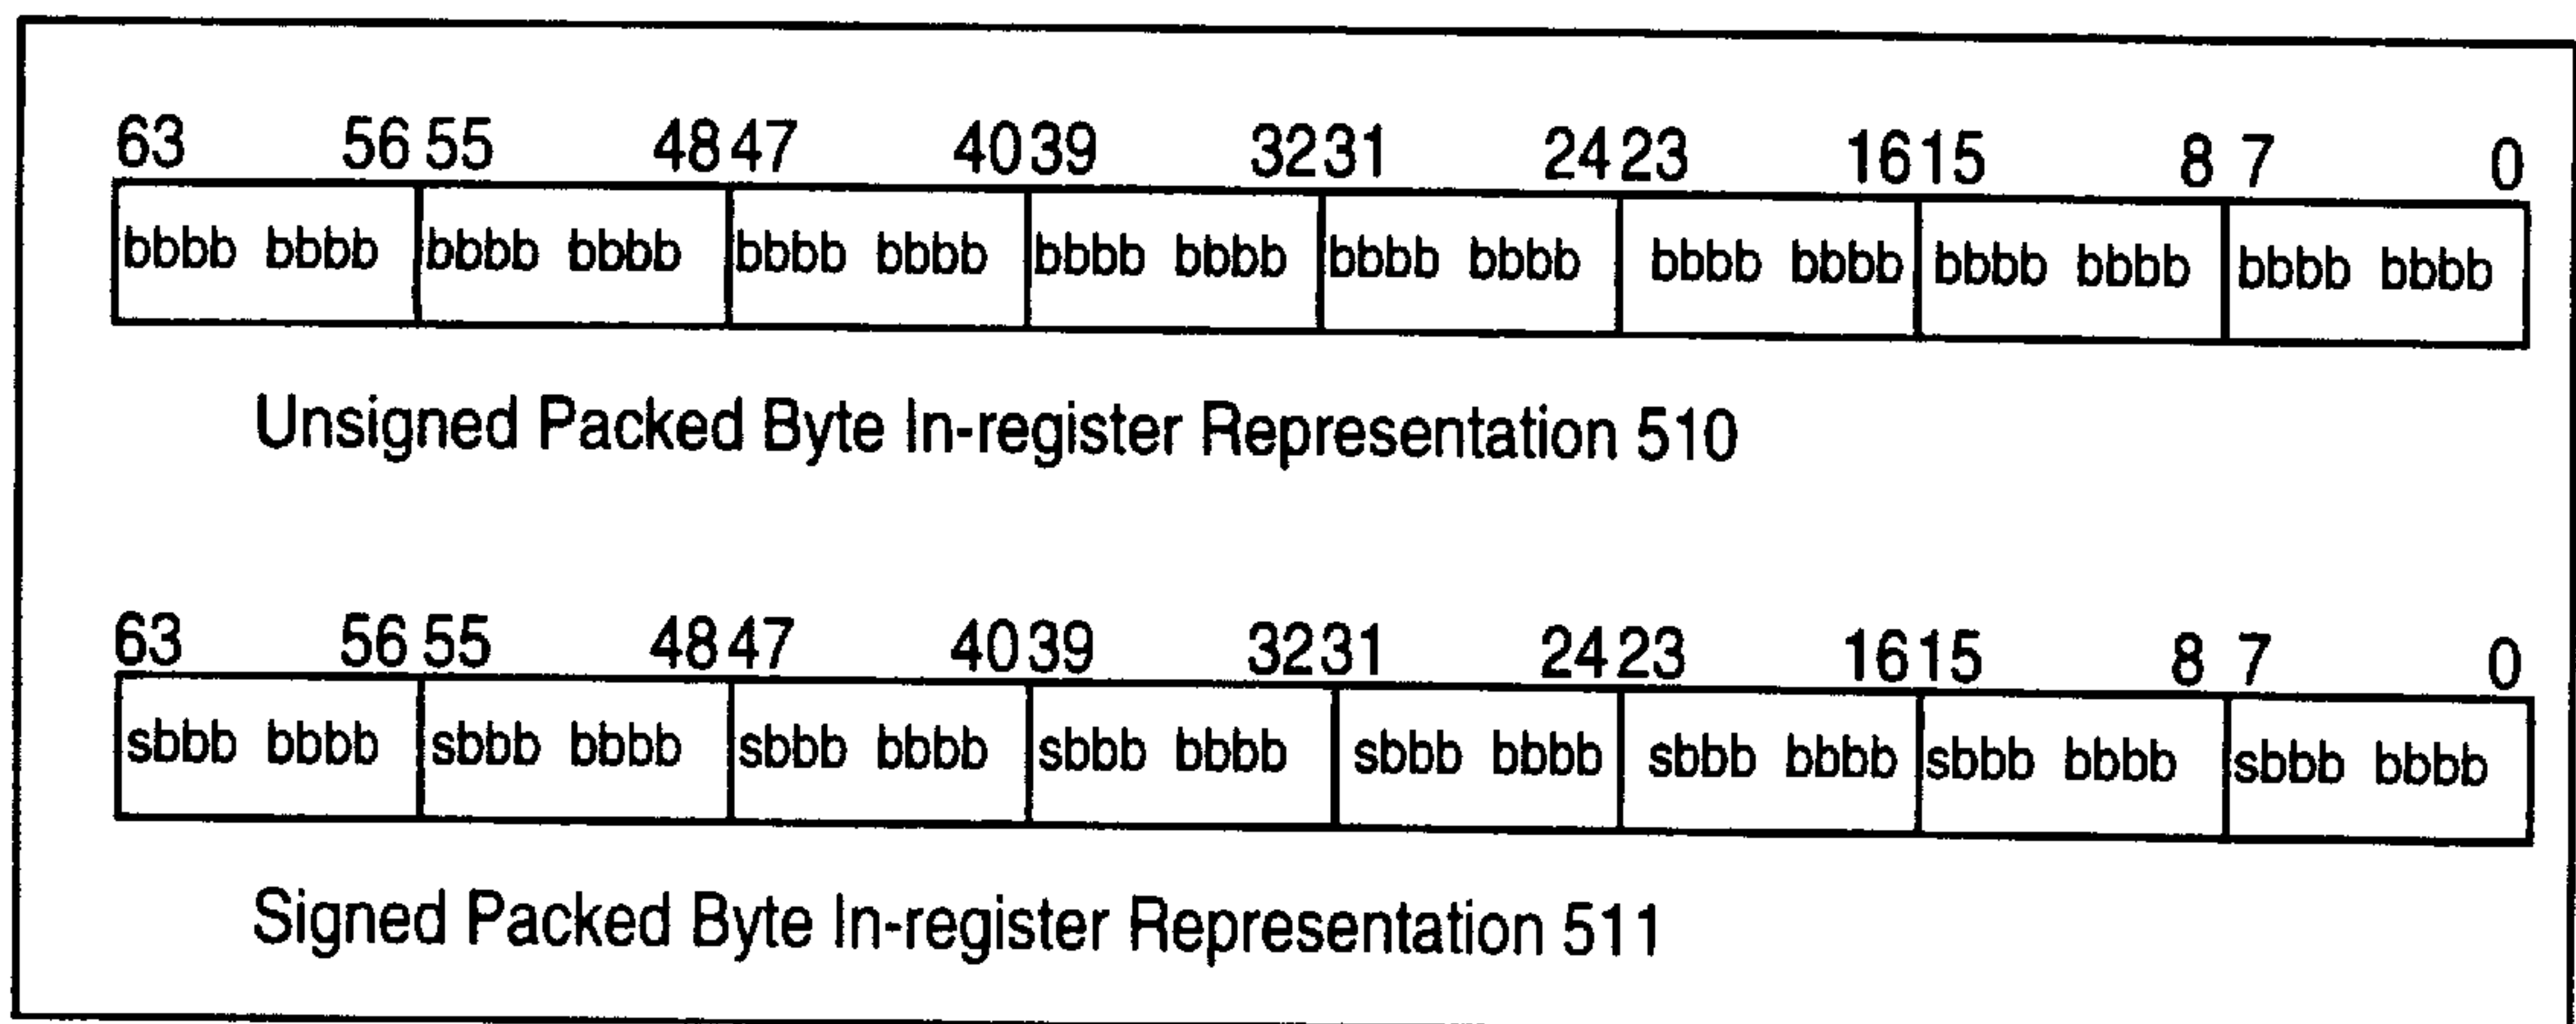 63 56 55 48 47 40 39 32 31 24 23 16 15 8 7 0
bbbb bbbb bbbb bbbb bbbb bbbb bbbb bbbb bbbb bbbb bbbb bbbb bbbb bbbb bbbb bbbb
Unsigned Packed Byte In-register Representation 510
63 56 55 48 47 40 39 32 31 24 23 16 15 8 7 0
sbbb bbbb sbbb bbbb sbbb bbbb sbbb bbbb sbbb bbbb sbbb bbbb sbbb bbbb sbbb bbbb
Signed Packed Byte In-register Representation 511